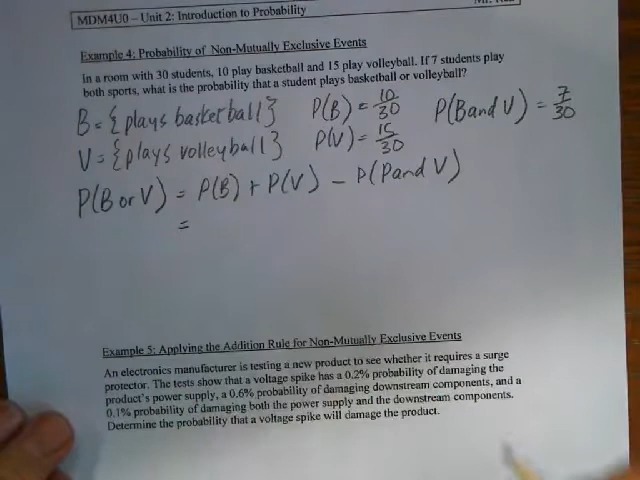 MDM4U0 – Unit 2: Introduction to Probability
Example 4: Probability of Non-Mutually Exclusive Events
In a room with 30 students, 10 play basketball and 15 play volleyball. If 7 students play
both sports, what is the probability that a student plays basketball or volleyball?
B = {plays basketball} P(B) = 10/30 P(B and V) = 7/30
V = {plays volleyball} P(V) = 15/30
P(B or V) = P(B) + P(V) - P(P and V)
=
Example 5: Applying the Addition Rule for Non-Mutually Exclusive Events
An electronics manufacturer is testing a new product to see whether it requires a surge
protector. The tests show that a voltage spike has a 0.2% probability of damaging the
product's power supply, a 0.6% probability of damaging downstream components, and a
0.1% probability of damaging both the power supply and the downstream components.
Determine the probability that a voltage spike will damage the product.